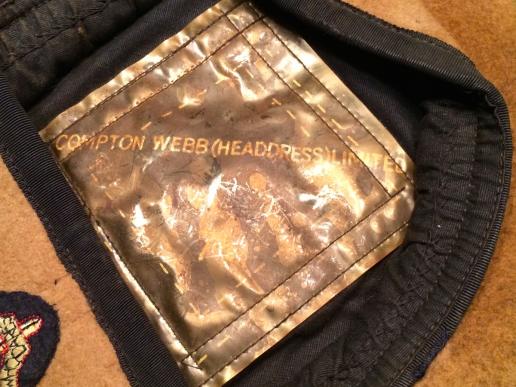 COMPTON WEBB (HEADDRESS) LIMITED